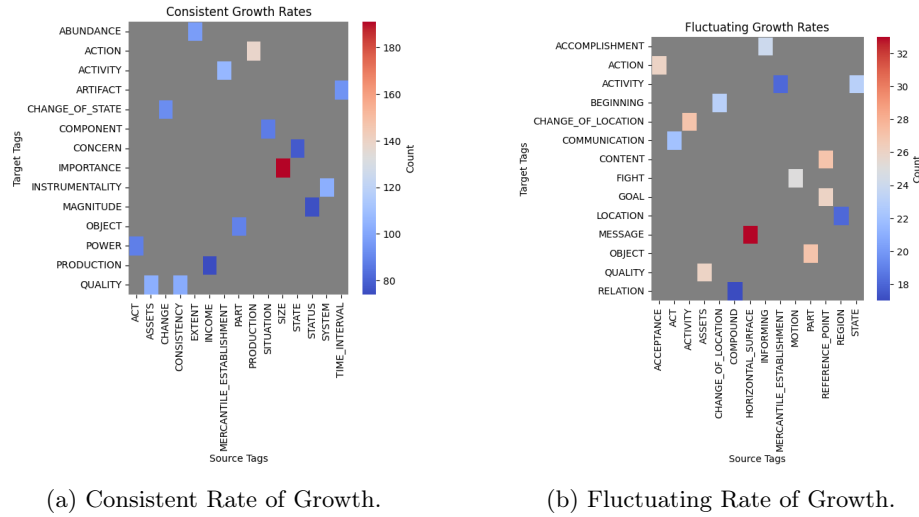 Consistent Growth Rates
ABUNDANCE
ACTION
ACTIVITY
ARTIFACT
CHANGE_OF_STATE
COMPONENT
CONCERN
IMPORTANCE
INSTRUMENTALITY
MAGNITUDE
OBJECT
POWER
PRODUCTION
QUALITY
Target Tags
ACT
ASSETS
CHANGE
CONSISTENCY
EXTENT
INCOME
MERCANTILE_ESTABLISHMENT
PART
PRODUCTION
SITUATION
SIZE
STATE
STATUS
SYSTEM
TIME_INTERVAL
Source Tags
180
160
140
120
100
80
Count
(a) Consistent Rate of Growth.
Fluctuating Growth Rates
ACCOMPLISHMENT
ACTION
ACTIVITY
BEGINNING
CHANGE_OF_LOCATION
COMMUNICATION
CONTENT
FIGHT
GOAL
LOCATION
MESSAGE
OBJECT
QUALITY
RELATION
Target Tags
ACCEPTANCE
ACT
ACTIVITY
ASSETS
CHANGE_OF_LOCATION
COMPOUND
HORIZONTAL_SURFACE
INFORMING
MERCANTILE_ESTABLISHMENT
MOTION
PART
REFERENCE_POINT
REGION
STATE
Source Tags
32
30
28
26
24
22
20
18
Count
(b) Fluctuating Rate of Growth.